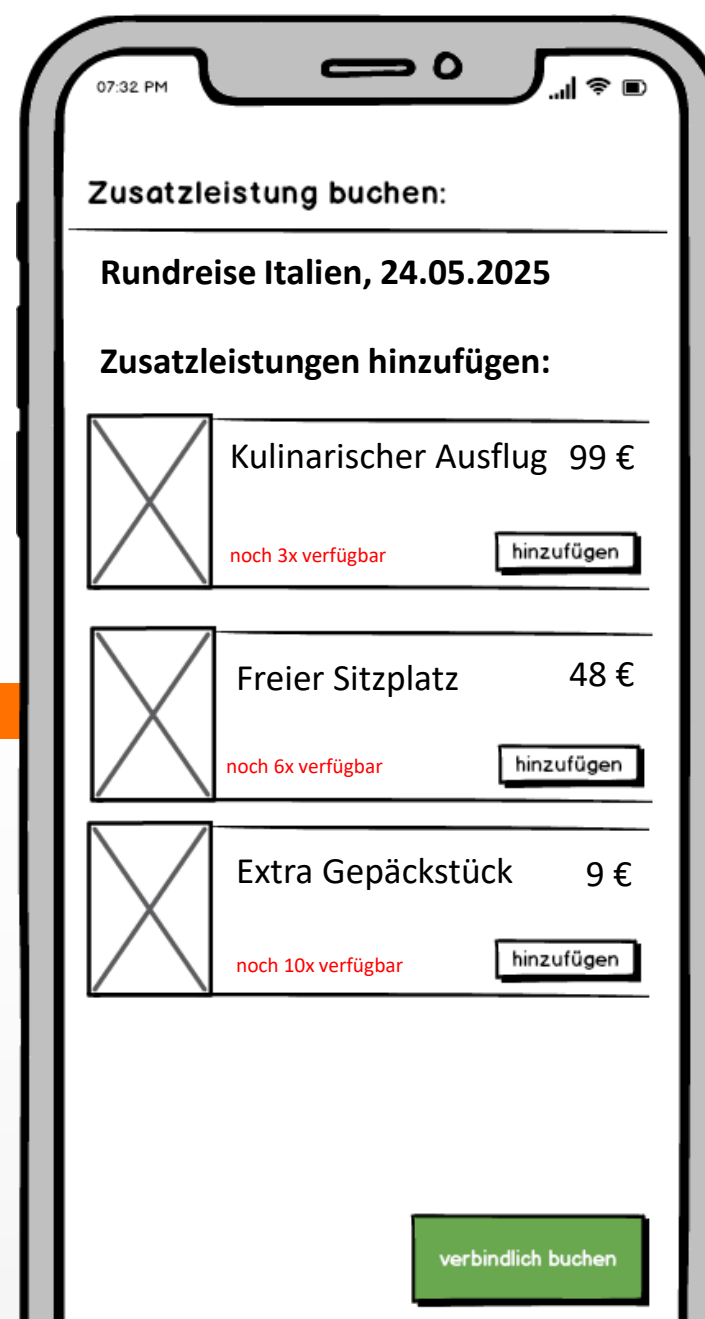 07:32 PM
Zusatzleistung buchen:
Rundreise Italien, 24.05.2025
Zusatzleistungen hinzufügen:
Kulinarischer Ausflug 99 €
noch 3x verfügbar hinzufügen
Freier Sitzplatz 48 €
noch 6x verfügbar hinzufügen
Extra Gepäckstück 9 €
noch 10x verfügbar hinzufügen
verbindlich buchen